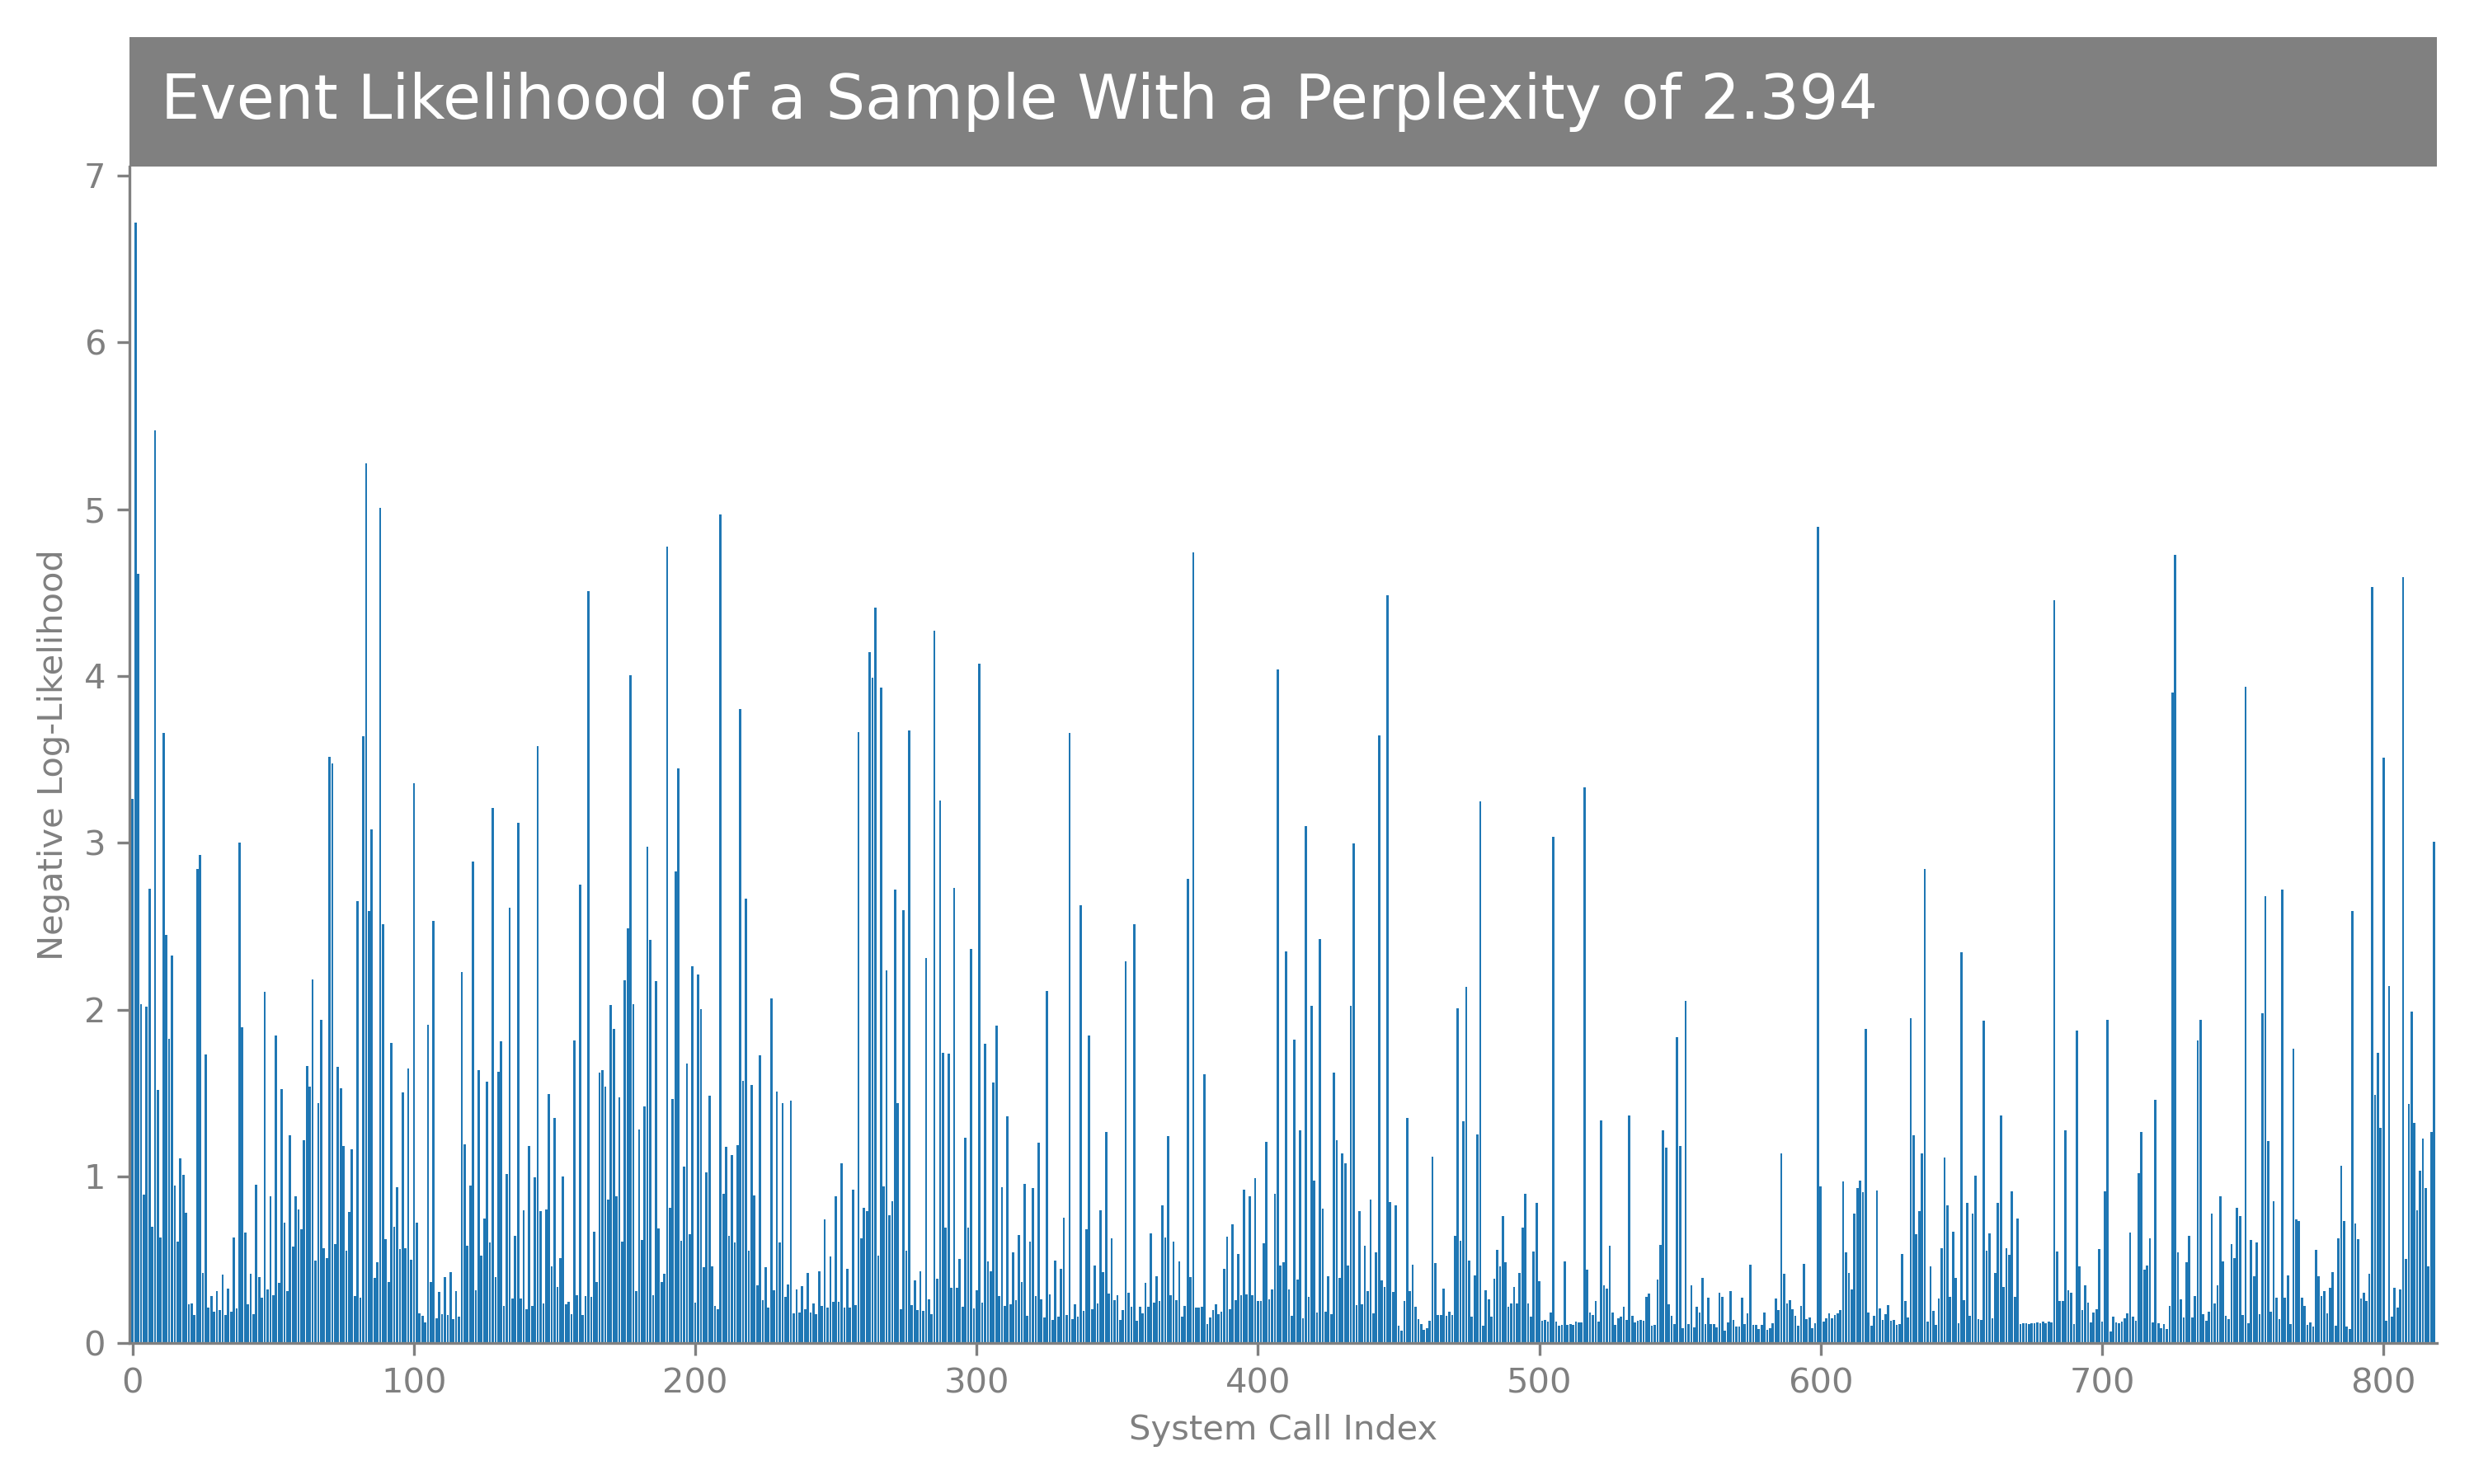 Event Likelihood of a Sample With a Perplexity of 2.394
7
6
5
4
3
2
1
0
Negative Log-Likelihood
0 100 200 300 400 500 600 700 800
System Call Index